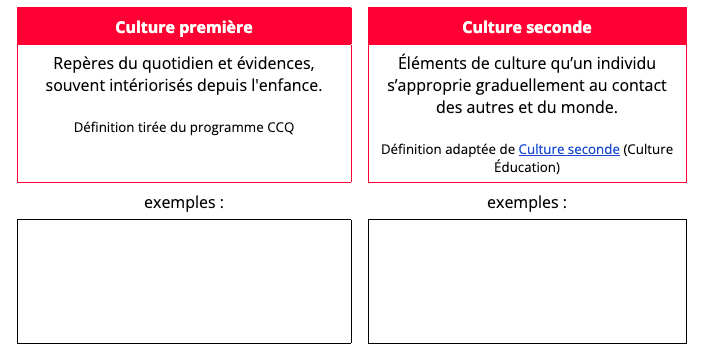 Culture première
Repères du quotidien et évidences,
souvent intériorisés depuis l'enfance.
Définition tirée du programme CCQ
exemples :
Culture seconde
Éléments de culture qu’un individu
s’approprie graduellement au contact
des autres et du monde.
Définition adaptée de Culture seconde (Culture
Éducation)
exemples :